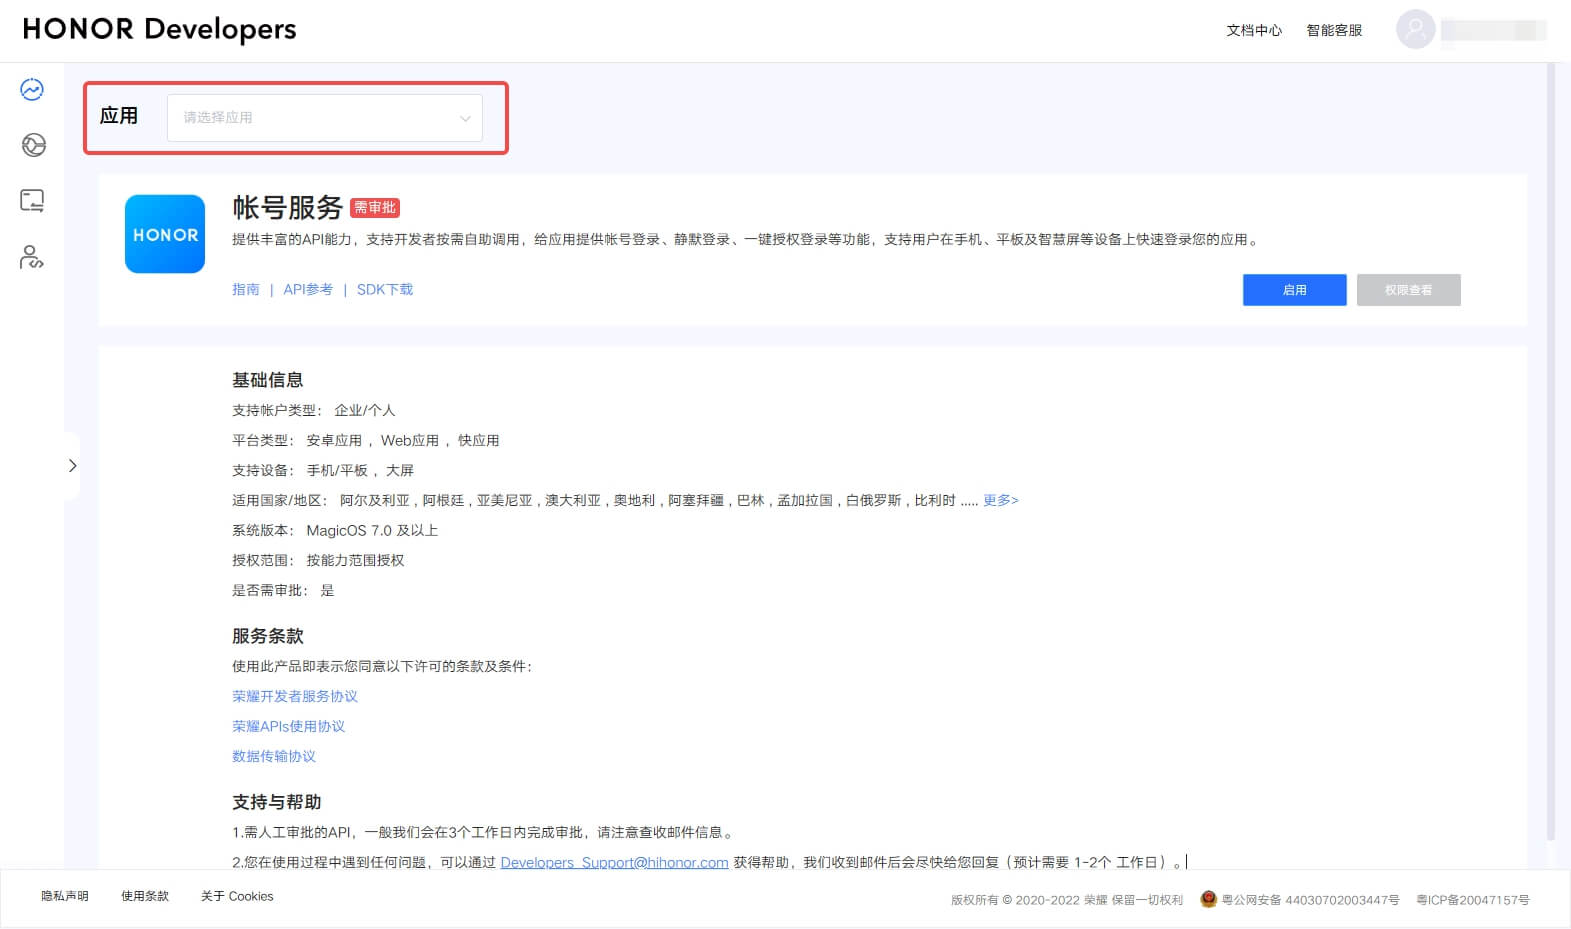 HONOR Developers
文档中心 智能客服
应用 请选择应用
HONOR
帐号服务 需审批
提供丰富的API能力，支持开发者按需自助调用，给应用提供帐号登录、静默登录、一键授权登录等功能，支持用户在手机、平板及智慧屏等设备上快速登录您的应用。
指南 | API参考 | SDK下载
启用 权限查看
基础信息
支持帐户类型： 企业/个人
平台类型： 安卓应用 ，Web应用 ，快应用
支持设备： 手机/平板 ，大屏
适用国家/地区： 阿尔及利亚 , 阿根廷 , 亚美尼亚 , 澳大利亚 , 奥地利 , 阿塞拜疆 , 巴林 , 孟加拉国 , 白俄罗斯 , 比利时 ..... 更多>
系统版本： MagicOS 7.0 及以上
授权范围： 按能力范围授权
是否需审批： 是
服务条款
使用此产品即表示您同意以下许可的条款及条件：
荣耀开发者服务协议
荣耀APIs使用协议
数据传输协议
支持与帮助
1.需人工审批的API，一般我们会在3个工作日内完成审批，请注意查收邮件信息。
2.您在使用过程中遇到任何问题，可以通过 Developers_Support@hihonor.com 获得帮助，我们收到邮件后会尽快给您回复（预计需要 1-2个 工作日）。
隐私声明 使用条款 关于 Cookies
版权所有 © 2020-2022 荣耀 保留一切权利 粤公网安备 44030702003447号 粤ICP备20047157号